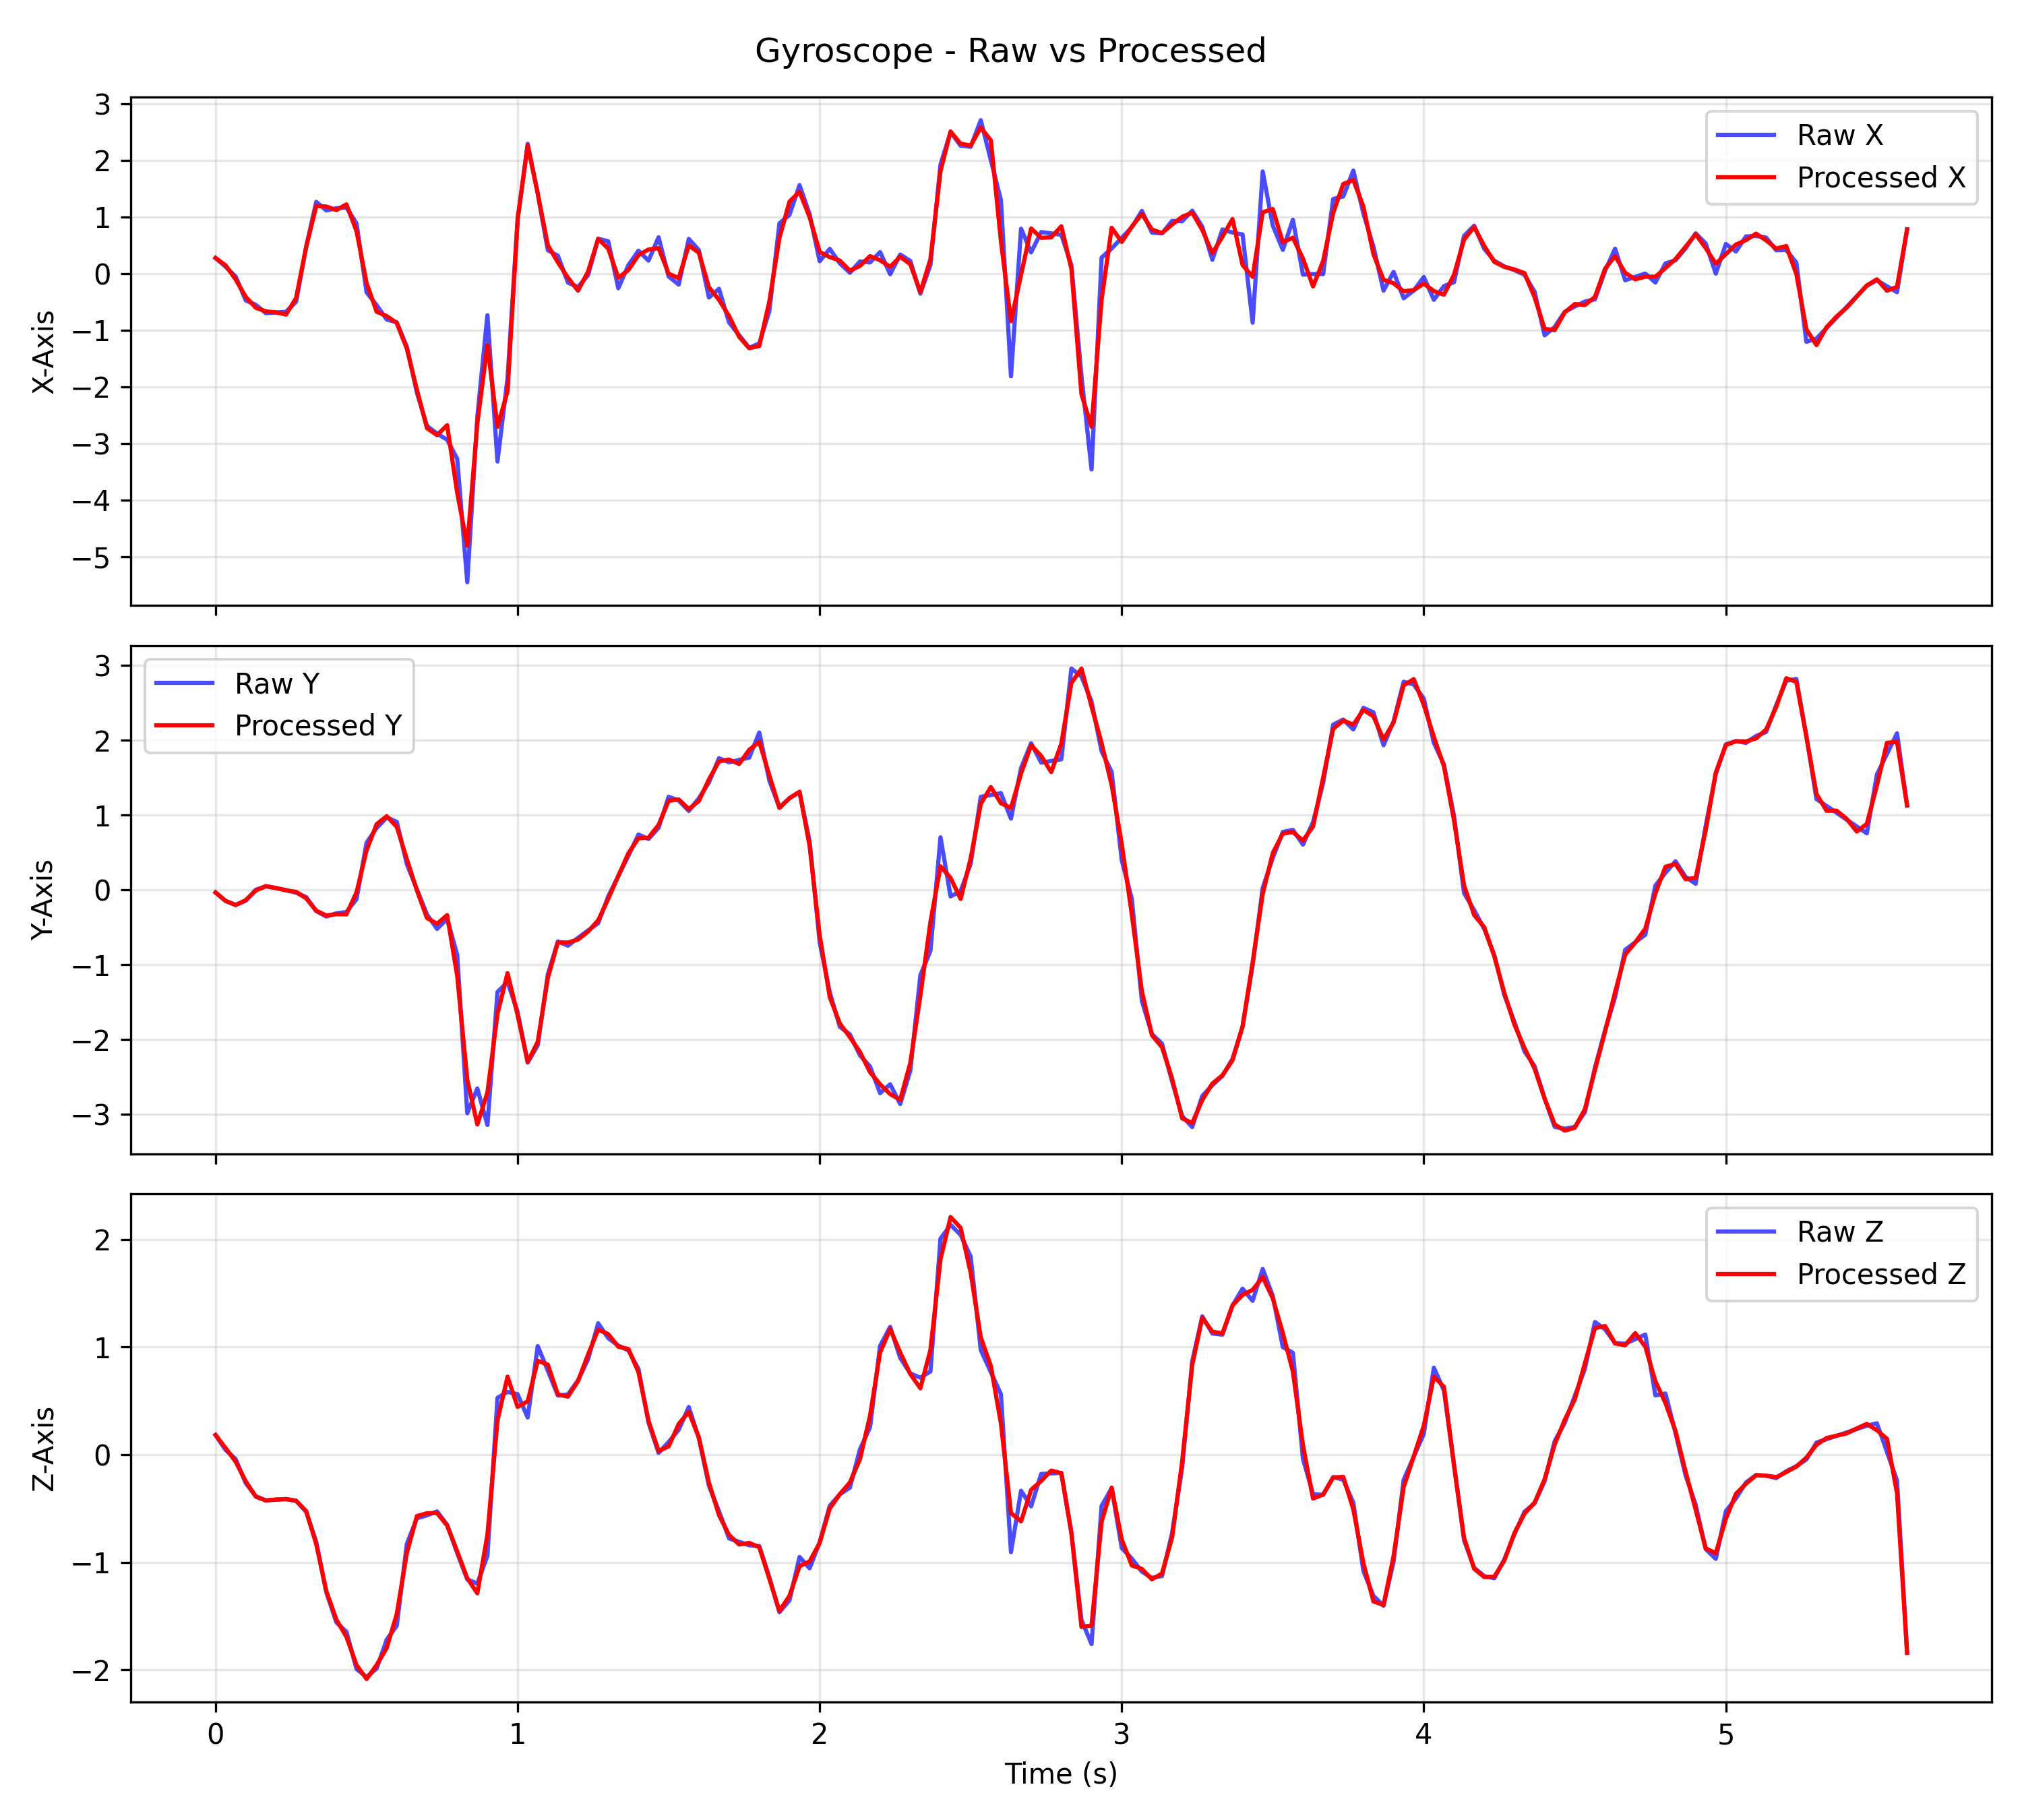 Gyroscope - Raw vs Processed
3
2
1
0
−1
−2
−3
−4
−5
X-Axis
Raw X
Processed X
3
2
1
0
−1
−2
−3
Y-Axis
Raw Y
Processed Y
2
1
0
−1
−2
Z-Axis
Raw Z
Processed Z
0 1 2 3 4 5
Time (s)